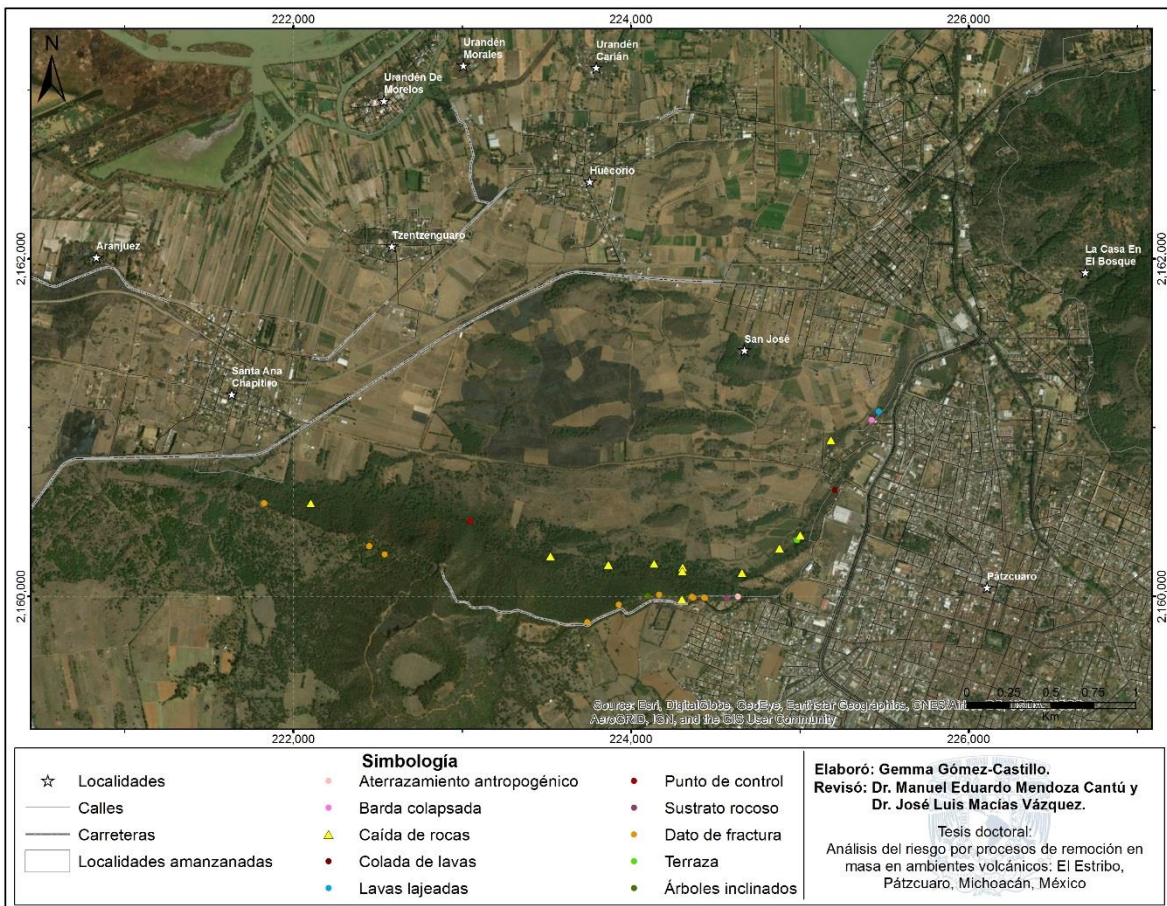 222,000
224,000
226,000
N
Urandén
Morales
Urandén
Carián
Urandén De
Morelos
Huecorio
Tzentzenguaro
2,162,000
Aranjuez
La Casa En
El Bosque
2,162,000
San José
Santa Ana
Chapitiro
2,160,000
Pátzcuaro
2,160,000
0 0.25 0.5 0.75 1
Km
Source: Esri, DigitalGlobe, GeoEye, Earthstar Geographics,
AeroGRID, IGN, and the GIS User Community
222,000
224,000
226,000
Simbología
Localidades
Calles
Carreteras
Localidades amanzanadas
Aterrazamiento antropogénico
Barda colapsada
Caída de rocas
Colada de lavas
Lavas lajeadas
Punto de control
Sustrato rocoso
Dato de fractura
Terraza
Árboles inclinados
Elaboró: Gemma Gómez-Castillo.
Revisó: Dr. Manuel Eduardo Mendoza Cantú y
Dr. José Luis Macías Vázquez.
Tesis doctoral:
Análisis del riesgo por procesos de remoción en
masa en ambientes volcánicos: El Estribo,
Pátzcuaro, Michoacán, México